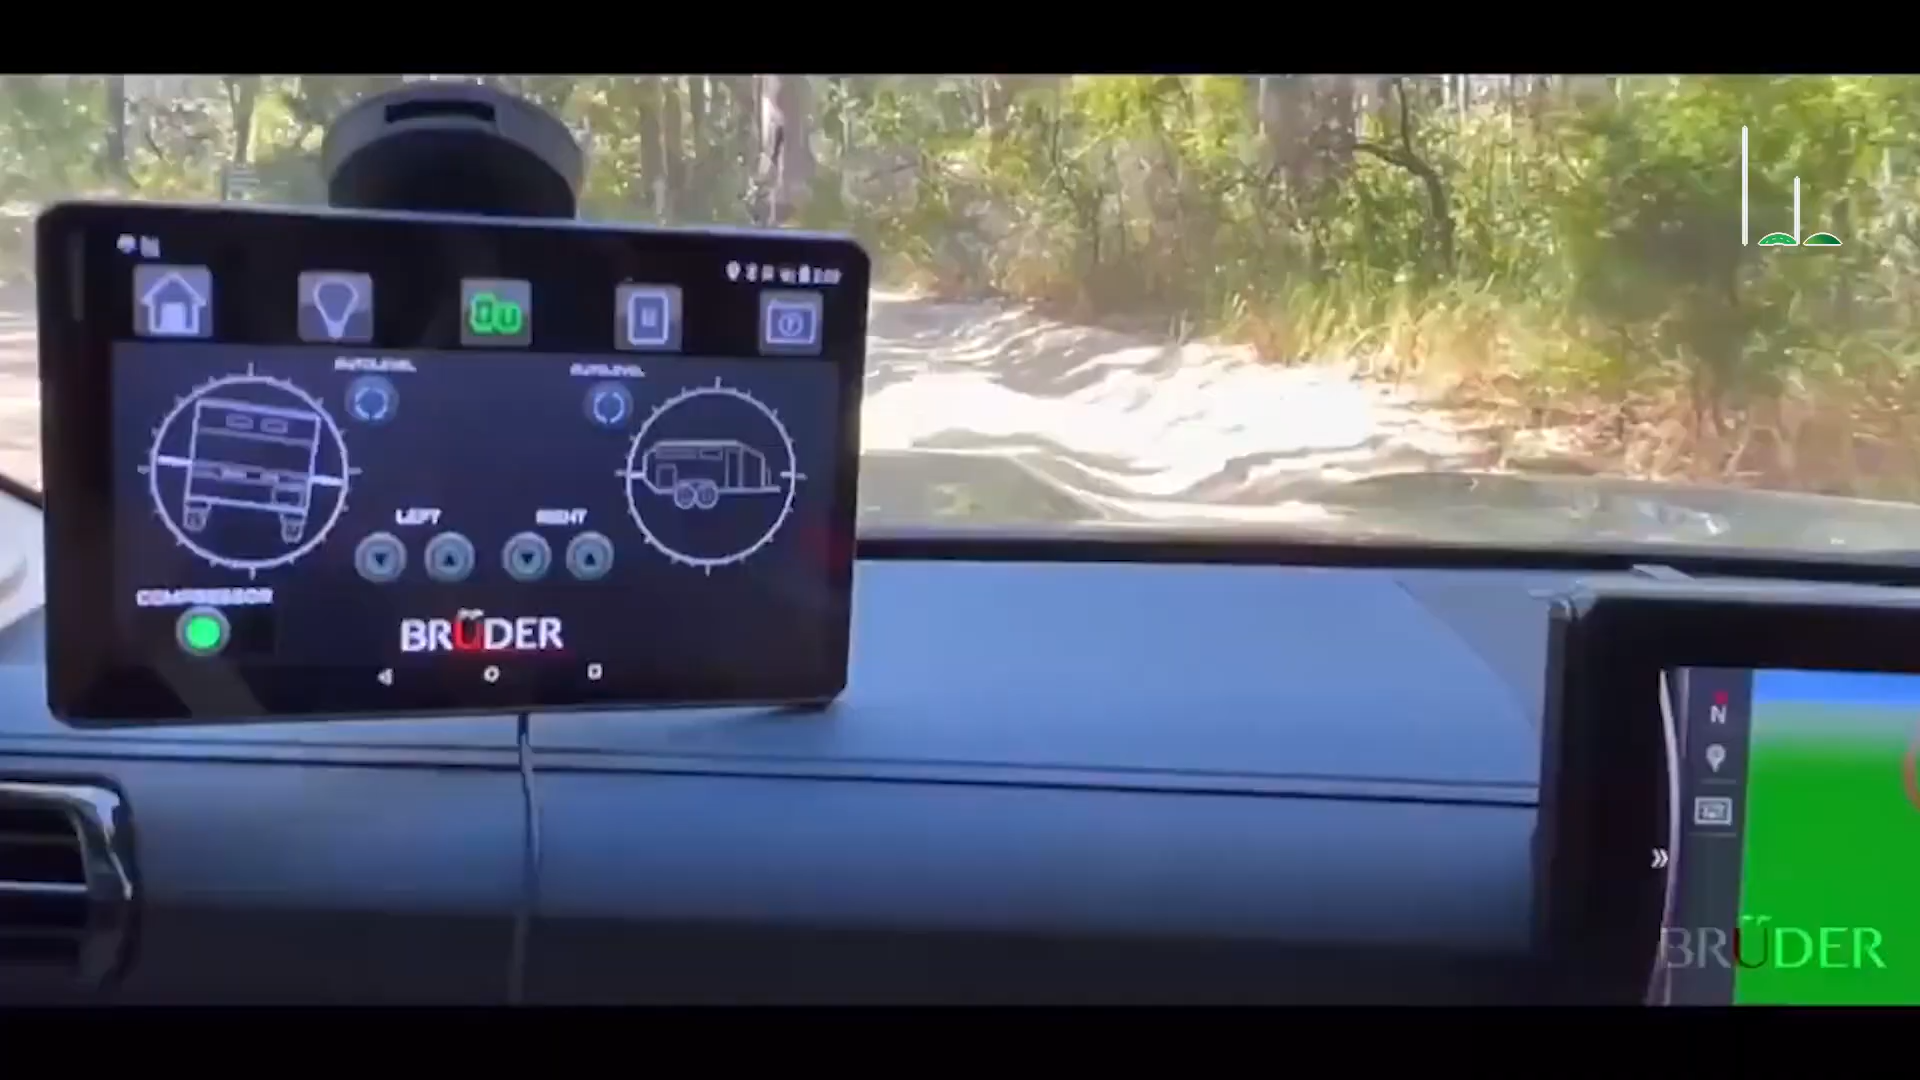 AUTOLEVEL
AUTOLEVEL
LEFT
RIGHT
COMPRESSOR
BRÜDER
N
»
BRÜDER